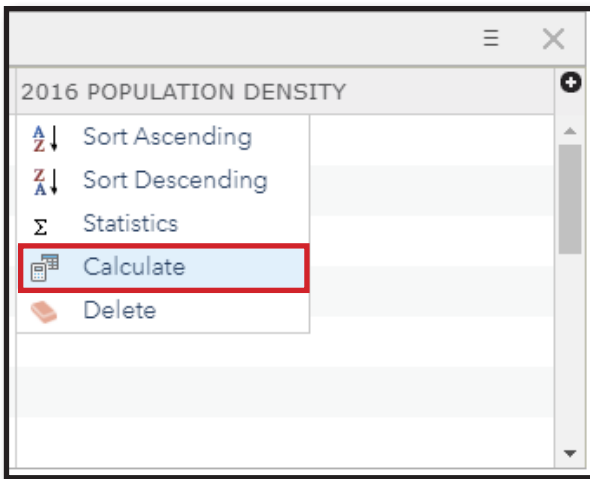 2016 POPULATION DENSITY
Sort Ascending
Sort Descending
Σ Statistics
Calculate
Delete